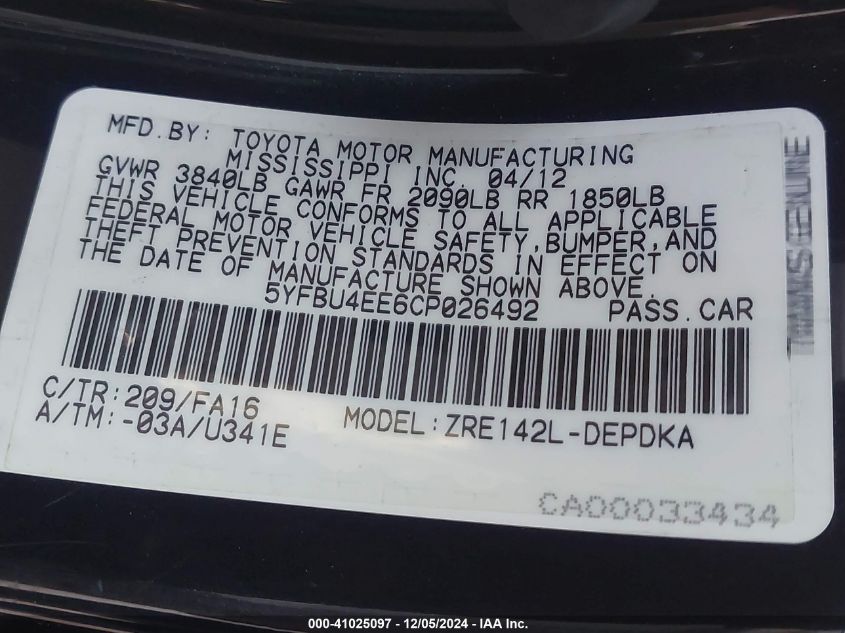 MFD.BY: TOYOTA MOTOR MANUFACTURING
MISSISSIPPI INC. 04/12
GVWR 3840LB GAWR FR 2090LB RR 1850LB
THIS VEHICLE CONFORMS TO ALL APPLICABLE
FEDERAL MOTOR VEHICLE SAFETY,BUMPER,AND
THEFT PREVENTION STANDARDS IN EFFECT ON
THE DATE OF MANUFACTURE SHOWN ABOVE.
5YFBU4EE6CP026492 PASS.CAR
C/TR:209/FA16
A/TM:-03A/U341E MODEL:ZRE142L-DEPDKA
CA00033434
000-41025097 - 12/05/2024 - IAA Inc.